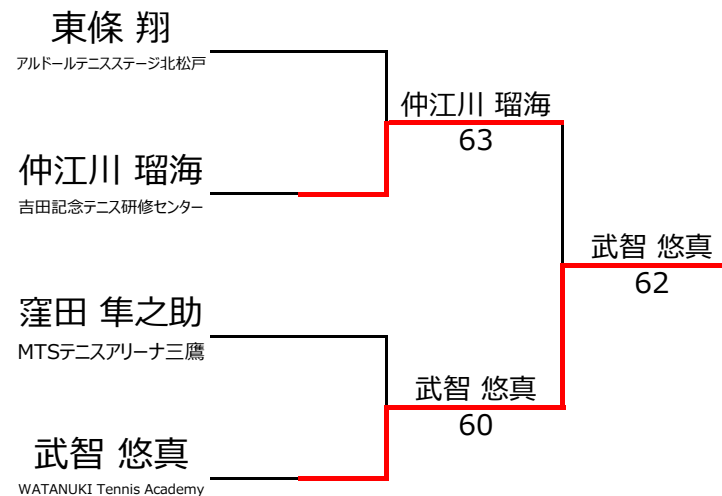 東條 翔
アルドールテニスステージ北松戸
仲江川 瑠海
63
仲江川 瑠海
吉田記念テニス研修センター
武智 悠真
62
窪田 隼之助
MTSテニスアリーナ三鷹
武智 悠真
60
武智 悠真
WATANUKI Tennis Academy